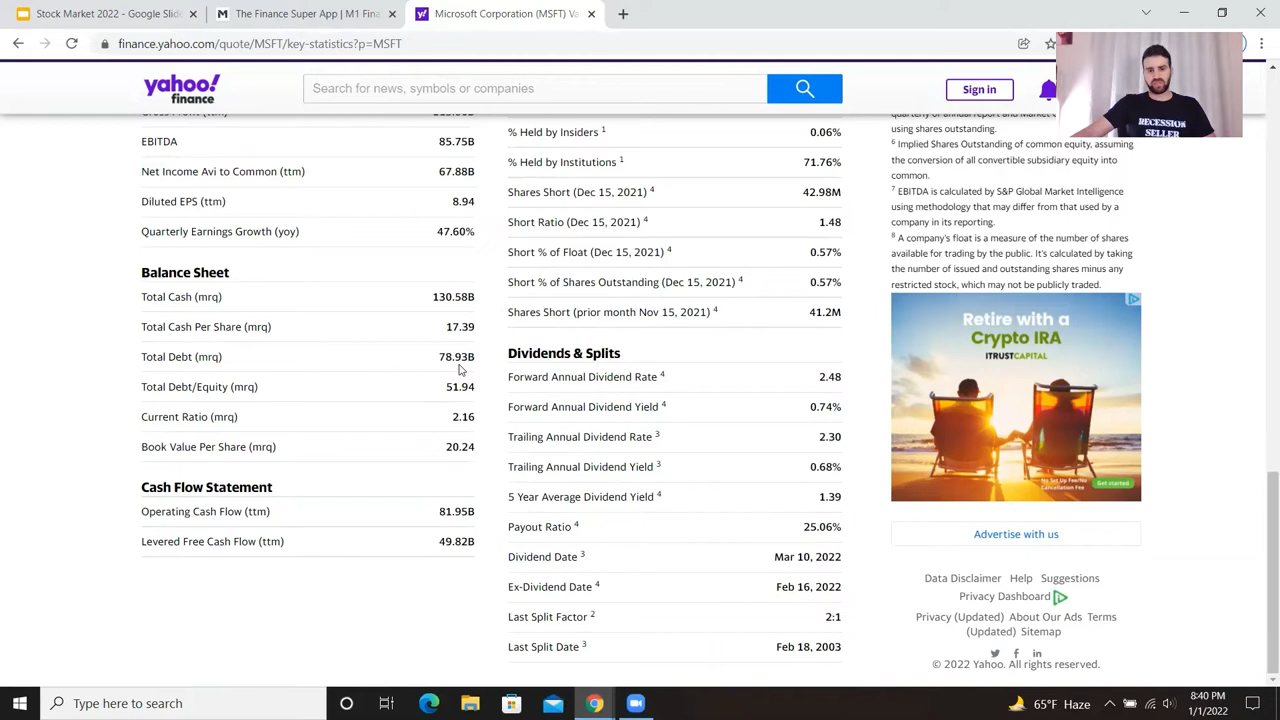 Stock Market 2022 - Google Slid
The Finance Super App | M1 Fina
Microsoft Corporation (MSFT) Va
finance.yahoo.com/quote/MSFT/key-statistics?p=MSFT
yahoo!
finance
Search for news, symbols or companies
Sign in
RECESSION
SELLER
EBITDA 85.75B
Net Income Avi to Common (ttm) 67.88B
Diluted EPS (ttm) 8.94
Quarterly Earnings Growth (yoy) 47.60%
Balance Sheet
Total Cash (mrq) 130.58B
Total Cash Per Share (mrq) 17.39
Total Debt (mrq) 78.93B
Total Debt/Equity (mrq) 51.94
Current Ratio (mrq) 2.16
Book Value Per Share (mrq) 20.24
Cash Flow Statement
Operating Cash Flow (ttm) 81.95B
Levered Free Cash Flow (ttm) 49.82B
% Held by Insiders 1 0.06%
% Held by Institutions 1 71.76%
Shares Short (Dec 15, 2021) 4 42.98M
Short Ratio (Dec 15, 2021) 4 1.48
Short % of Float (Dec 15, 2021) 4 0.57%
Short % of Shares Outstanding (Dec 15, 2021) 4 0.57%
Shares Short (prior month Nov 15, 2021) 4 41.2M
Dividends & Splits
Forward Annual Dividend Rate 4 2.48
Forward Annual Dividend Yield 4 0.74%
Trailing Annual Dividend Rate 3 2.30
Trailing Annual Dividend Yield 3 0.68%
5 Year Average Dividend Yield 4 1.39
Payout Ratio 4 25.06%
Dividend Date 3 Mar 10, 2022
Ex-Dividend Date 4 Feb 16, 2022
Last Split Factor 2 2:1
Last Split Date 3 Feb 18, 2003
quarterly or annual report and Market
using shares outstanding.
6 Implied Shares Outstanding of common equity, assuming
the conversion of all convertible subsidiary equity into
common.
7 EBITDA is calculated by S&P Global Market Intelligence
using methodology that may differ from that used by a
company in its reporting.
8 A company's float is a measure of the number of shares
available for trading by the public. It's calculated by taking
the number of issued and outstanding shares minus any
restricted stock, which may not be publicly traded.
Retire with a
Crypto IRA
ITRUSTCAPITAL
No Set Up Fee/No
Cancellation Fee
Get started
Advertise with us
Data Disclaimer Help Suggestions
Privacy Dashboard
Privacy (Updated) About Our Ads Terms
(Updated) Sitemap
© 2022 Yahoo. All rights reserved.
Type here to search
65°F Haze
8:40 PM
1/1/2022